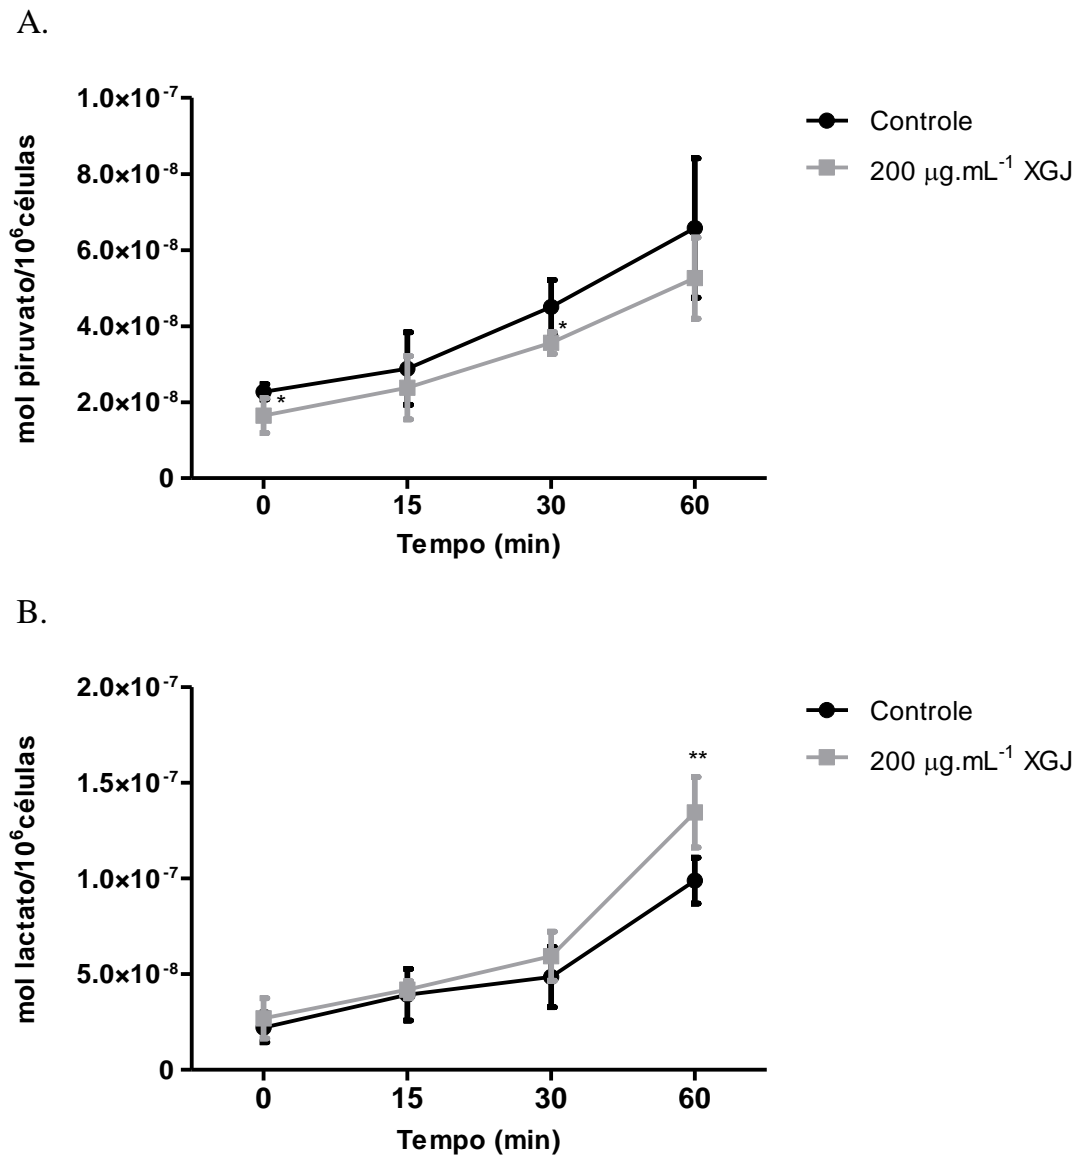 A.
1.0×10⁻⁷
8.0×10⁻⁸
6.0×10⁻⁸
4.0×10⁻⁸
2.0×10⁻⁸
0
mol piruvato/10⁶células
*
*
0 15 30 60
Tempo (min)
Controle
200 µg.mL⁻¹ XGJ
B.
2.0×10⁻⁷
1.5×10⁻⁷
1.0×10⁻⁷
5.0×10⁻⁸
0
mol lactato/10⁶células
**
0 15 30 60
Tempo (min)
Controle
200 µg.mL⁻¹ XGJ